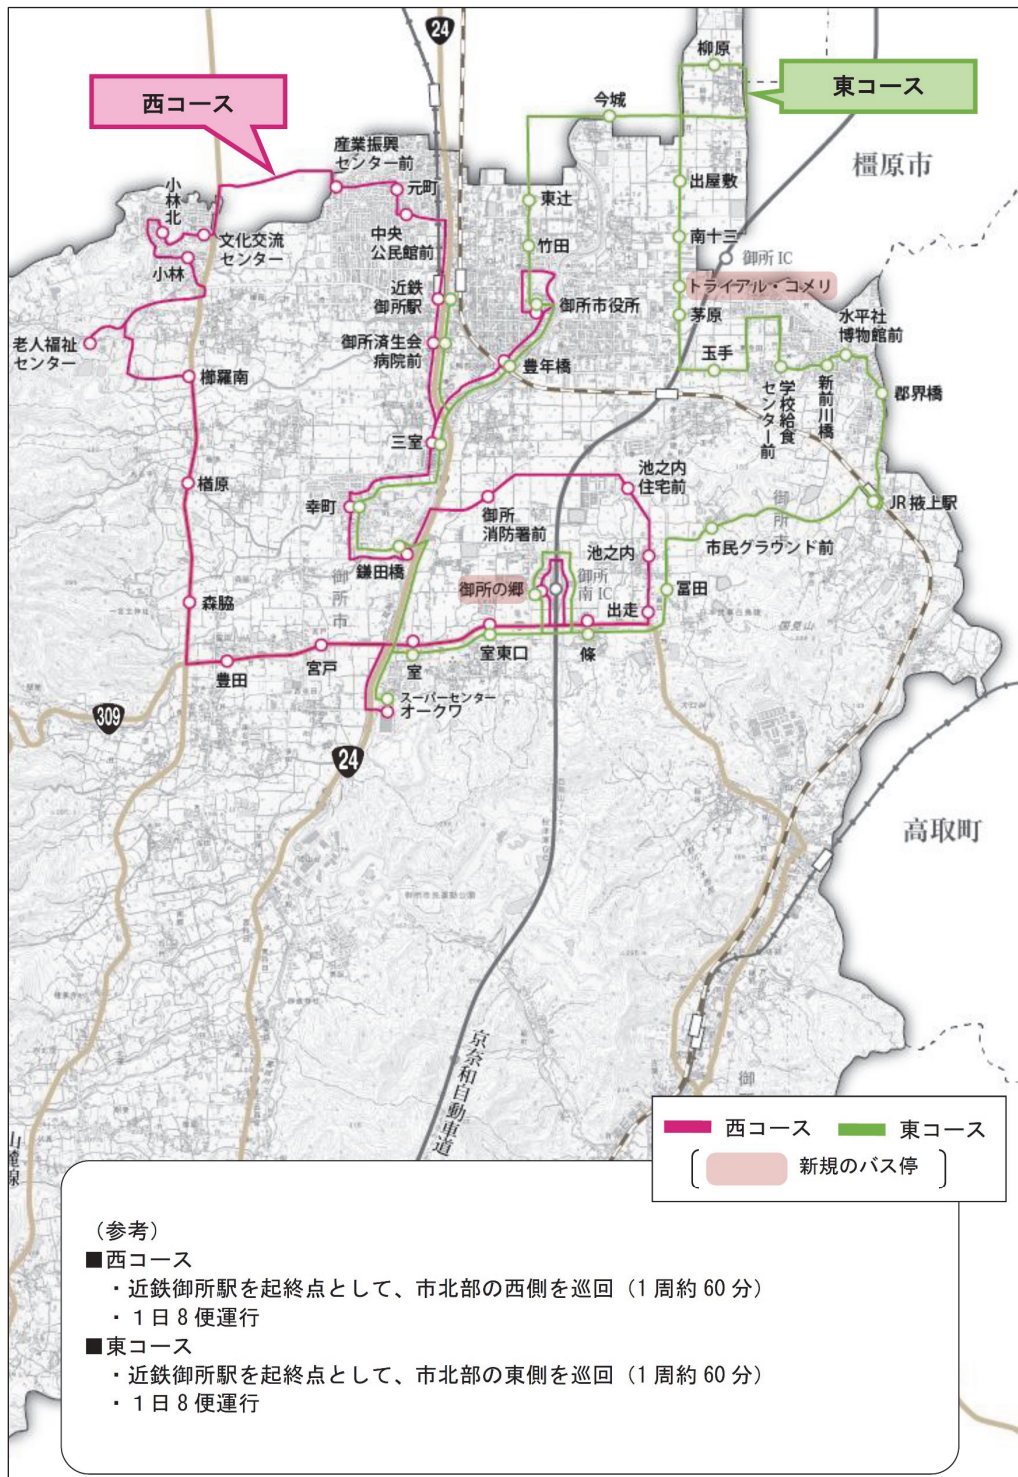 24
柳原
西コース
東コース
今城
産業振興
センター前
橿原市
小林北
元町
出屋敷
東辻
文化交流
センター
中央
公民館前
南十三
竹田
御所IC
小林
近鉄
御所駅
トライアル・コメリ
御所市役所
茅原
水平社
博物館前
老人福祉
センター
御所済生会
病院前
玉手
豊年橋
櫛羅南
学校給食
センター前
新前川橋
郡界橋
三室
池之内
住宅前
楢原
幸町
御所
消防署前
JR掖上駅
市民グラウンド前
鎌田橋
池之内
御所市
御所の郷
御所
南IC
冨田
森脇
出走
国見山
豊田
宮戸
室
室東口
條
スーパーセンター
オークワ
309
24
高取町
京奈和自動車道
御
山麓線
西コース 東コース
新規のバス停
(参考)
■西コース
・近鉄御所駅を起終点として、市北部の西側を巡回（1周約60分）
・1日8便運行
■東コース
・近鉄御所駅を起終点として、市北部の東側を巡回（1周約60分）
・1日8便運行